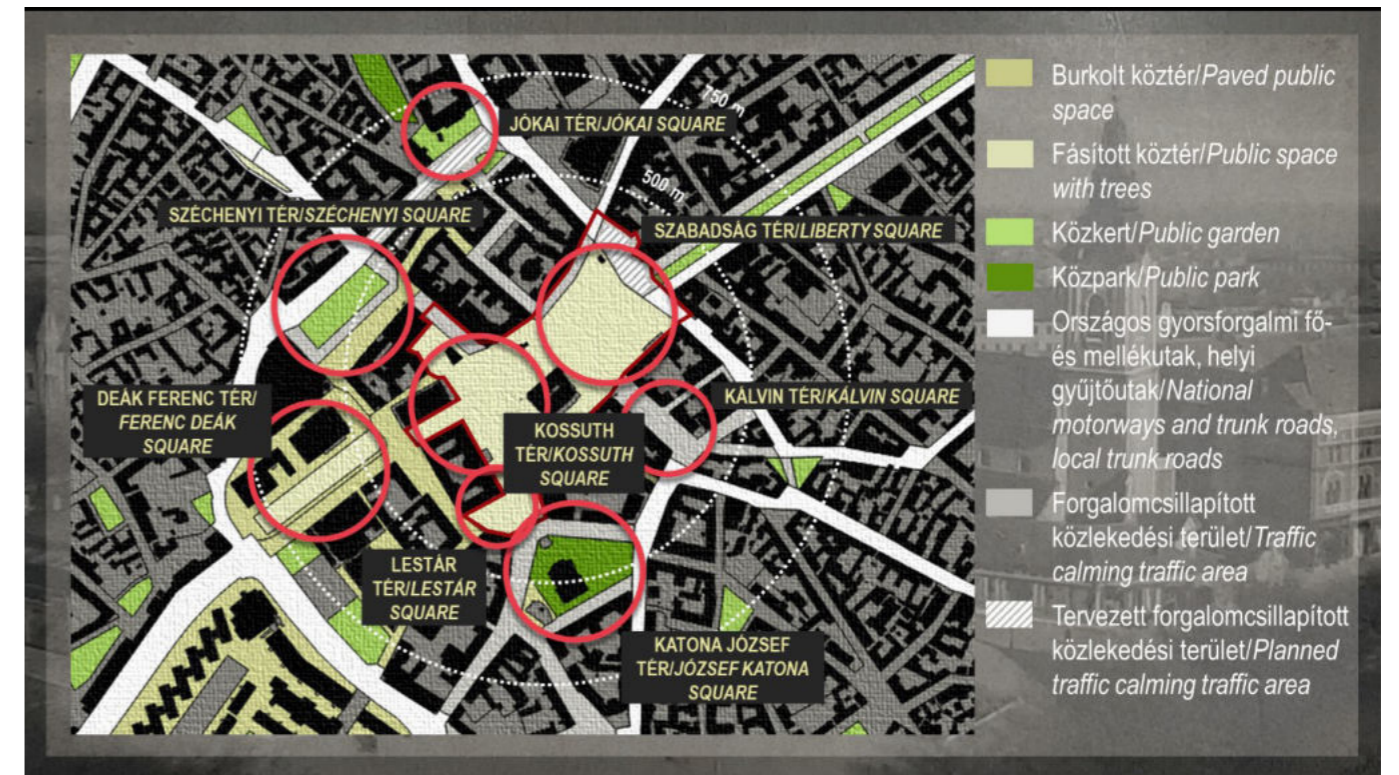 750 m
JÓKAI TÉR/JÓKAI SQUARE
500 m
SZÉCHENYI TÉR/SZÉCHENYI SQUARE
SZABADSÁG TÉR/LIBERTY SQUARE
DEÁK FERENC TÉR/
FERENC DEÁK
SQUARE
KÁLVIN TÉR/KÁLVIN SQUARE
KOSSUTH
TÉR/KOSSUTH
SQUARE
LESTÁR
TÉR/LESTÁR
SQUARE
KATONA JÓZSEF
TÉR/JÓZSEF KATONA
SQUARE
Burkolt köztér/Paved public
space
Fásított köztér/Public space
with trees
Közkert/Public garden
Közpark/Public park
Országos gyorsforgalmi fő-
és mellékutak, helyi
gyűjtőutak/National
motorways and trunk roads,
local trunk roads
Forgalomcsillapított
közlekedési terület/Traffic
calming traffic area
Tervezett forgalomcsillapított
közlekedési terület/Planned
traffic calming traffic area